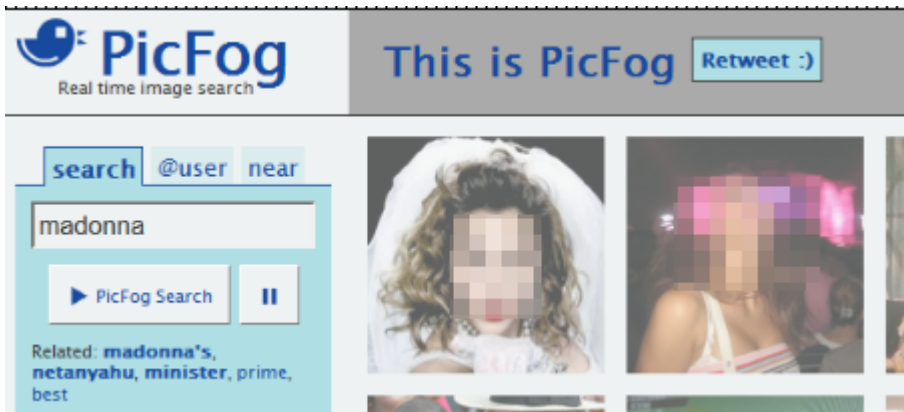 PicFog
Real time image search
This is PicFog
Retweet :)
search @user near
madonna
PicFog Search
Related: madonna's,
netanyahu, minister, prime,
best